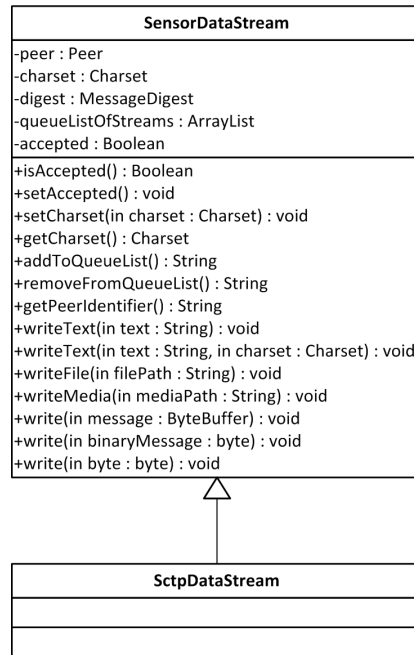 SensorDataStream
-peer : Peer
-charset : Charset
-digest : MessageDigest
-queueListOfStreams : ArrayList
-accepted : Boolean
+isAccepted() : Boolean
+setAccepted() : void
+setCharset(in charset : Charset) : void
+getCharset() : Charset
+addToQueueList() : String
+removeFromQueueList() : String
+getPeerIdentifier() : String
+writeText(in text : String) : void
+writeText(in text : String, in charset : Charset) : void
+writeFile(in filePath : String) : void
+writeMedia(in mediaPath : String) : void
+write(in message : ByteBuffer) : void
+write(in binaryMessage : byte) : void
+write(in byte : byte) : void
SctpDataStream